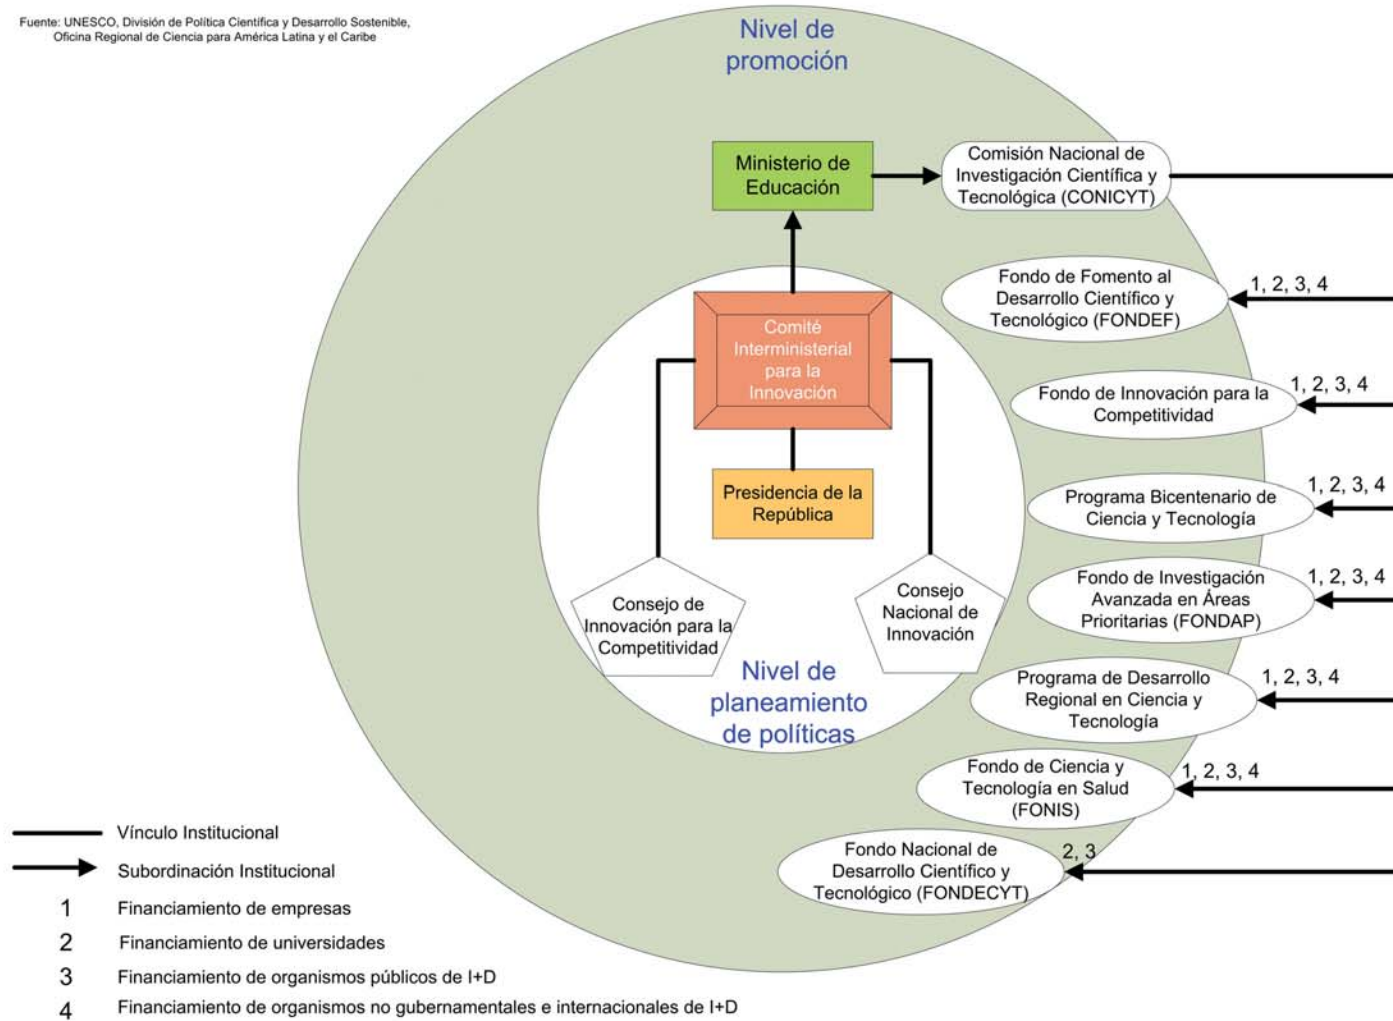 Fuente: UNESCO, División de Política Científica y Desarrollo Sostenible,
Oficina Regional de Ciencia para América Latina y el Caribe
Nivel de
promoción
Ministerio de
Educación
Comisión Nacional de
Investigación Científica y
Tecnológica (CONICYT)
Fondo de Fomento al
Desarrollo Científico y
Tecnológico (FONDEF)
1, 2, 3, 4
Comité
Interministerial
para la
Innovación
Fondo de Innovación para la
Competitividad
1, 2, 3, 4
Presidencia de la
República
Programa Bicentenario de
Ciencia y Tecnología
1, 2, 3, 4
Fondo de Investigación
Avanzada en Áreas
Prioritarias (FONDAP)
1, 2, 3, 4
Consejo de
Innovación para la
Competitividad
Consejo
Nacional de
Innovación
Nivel de
planeamiento
de políticas
Programa de Desarrollo
Regional en Ciencia y
Tecnología
1, 2, 3, 4
Fondo de Ciencia y
Tecnología en Salud
(FONIS)
1, 2, 3, 4
Fondo Nacional de
Desarrollo Científico y
Tecnológico (FONDECYT)
2, 3
Vínculo Institucional
Subordinación Institucional
1 Financiamiento de empresas
2 Financiamiento de universidades
3 Financiamiento de organismos públicos de I+D
4 Financiamiento de organismos no gubernamentales e internacionales de I+D